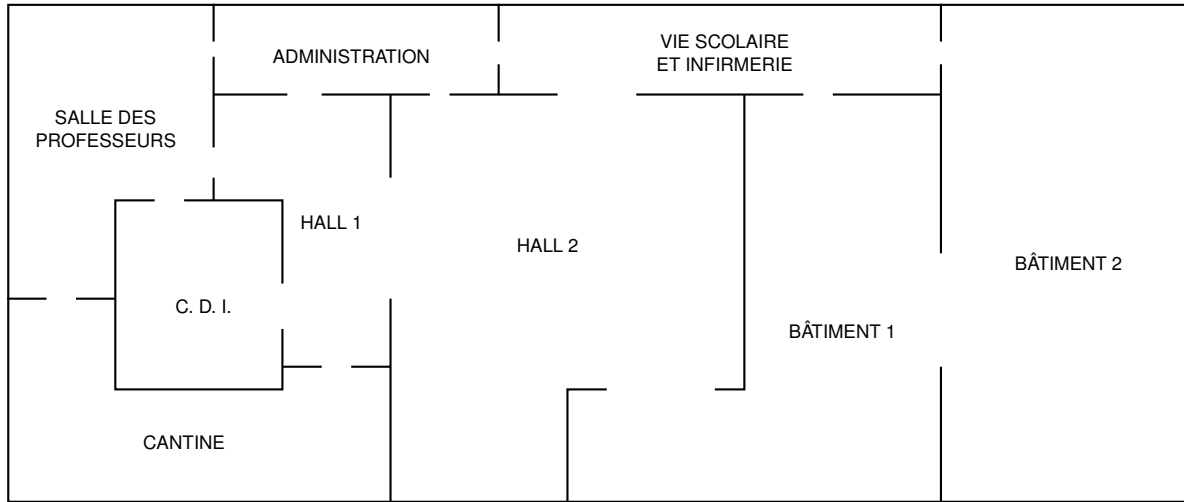 ADMINISTRATION
VIE SCOLAIRE
ET INFIRMERIE
SALLE DES
PROFESSEURS
HALL 1
HALL 2
BÂTIMENT 2
C. D. I.
BÂTIMENT 1
CANTINE